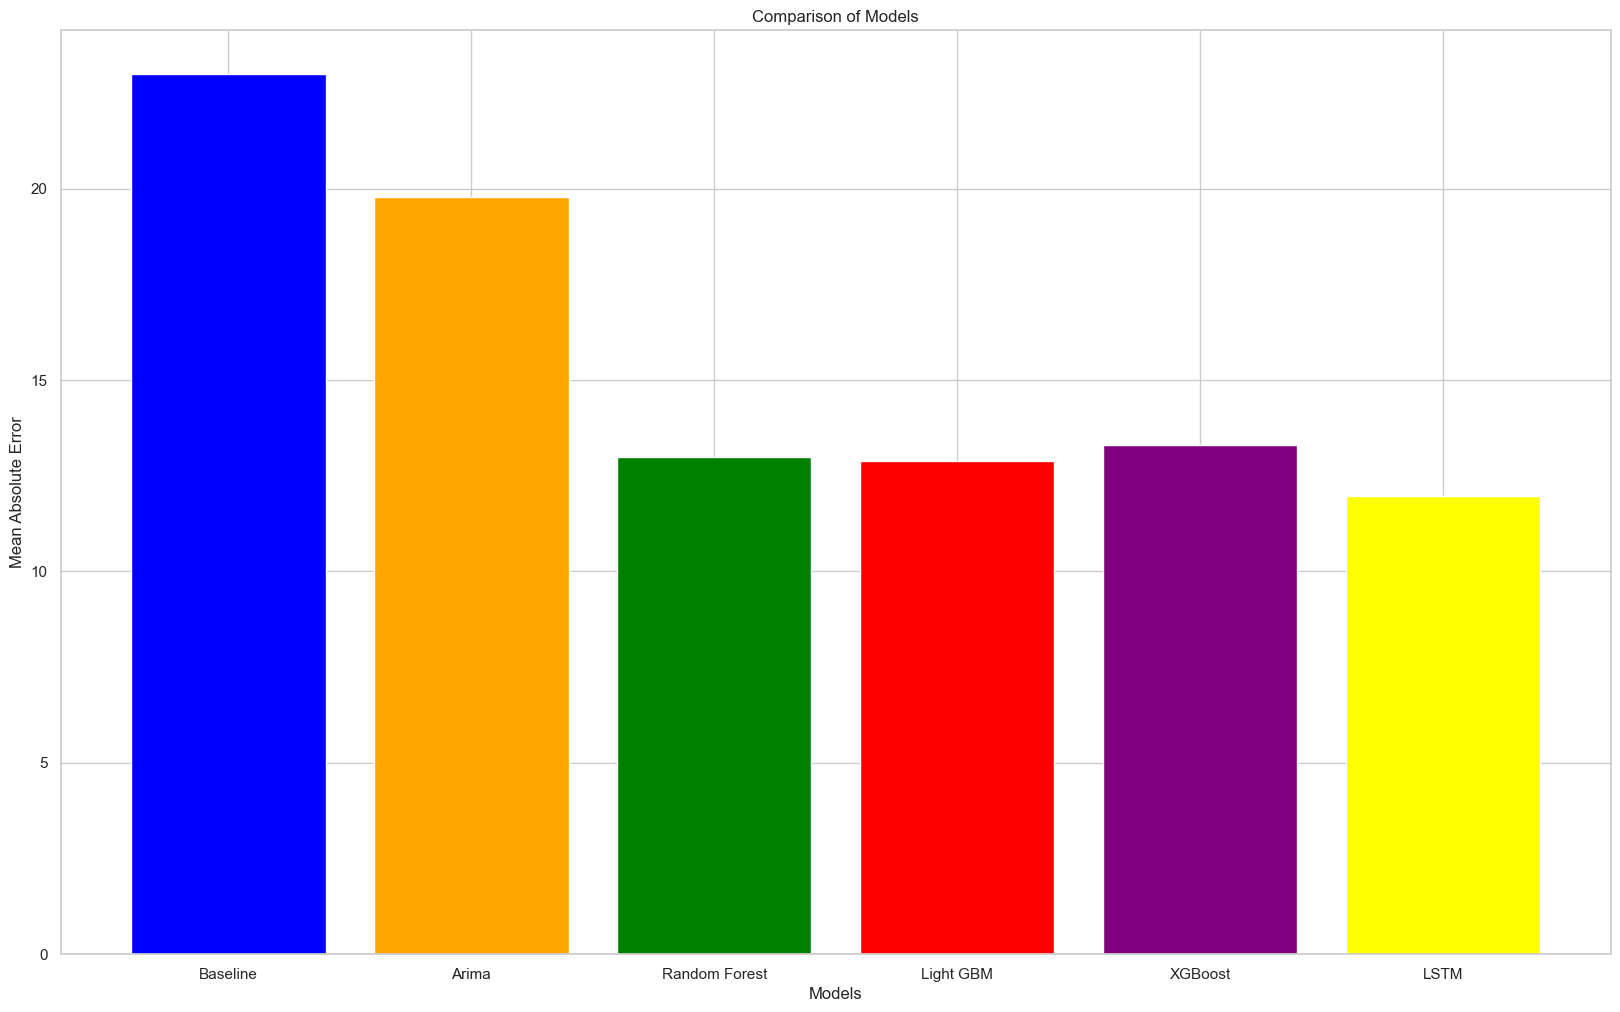 Comparison of Models
Mean Absolute Error
20
15
10
5
0
Baseline Arima Random Forest Light GBM XGBoost LSTM
Models